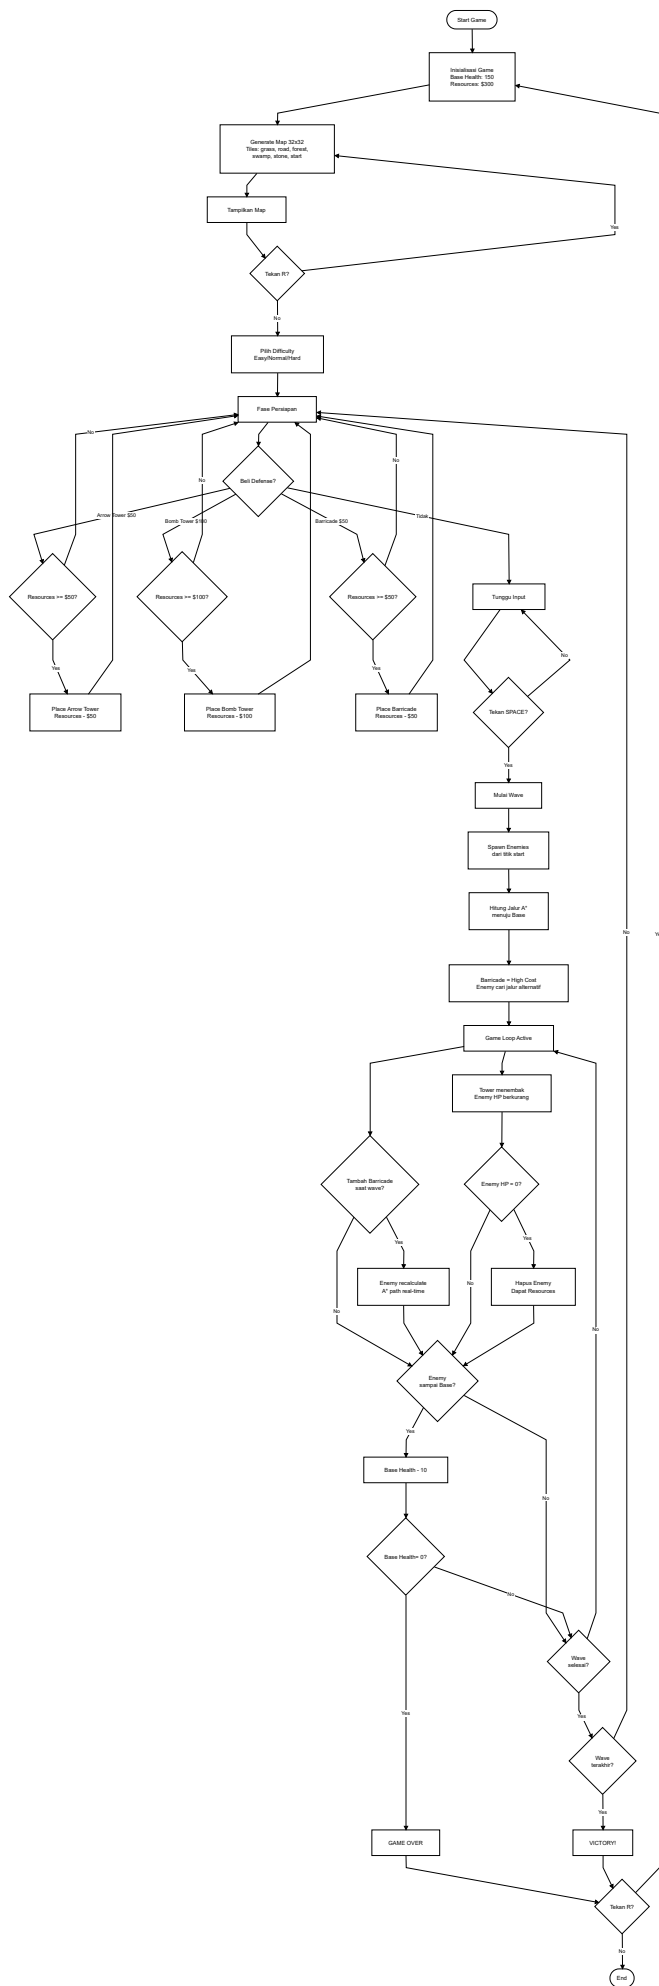 Start Game
Inisialisasi Game
Base Health: 150
Resources: $300
Generate Map 32x32
Tiles: grass, road, forest,
swamp, stone, start
Tampilkan Map
Yes
Tekan R?
No
Pilih Difficulty
Easy/Normal/Hard
Fase Persiapan
No
No
No
Beli Defense?
Arrow Tower $50
Bomb Tower $100
Barricade $50
Tidak
Resources >= $50?
Resources >= $100?
Resources >= $50?
Tunggu Input
No
Yes
Yes
Yes
Place Arrow Tower
Resources - $50
Place Bomb Tower
Resources - $100
Place Barricade
Resources - $50
Tekan SPACE?
Yes
Mulai Wave
Spawn Enemies
dari titik start
Hitung Jalur A*
menuju Base
No
Barricade = High Cost
Enemy cari jalur alternatif
Game Loop Active
Tower menembak
Enemy HP berkurang
Tambah Barricade
saat wave?
Enemy HP = 0?
Yes
Yes
Enemy recalculate
A* path real-time
Hapus Enemy
Dapat Resources
No
No
No
Enemy
sampai Base?
Yes
Base Health - 10
No
Base Health= 0?
No
Wave
selesai?
Yes
Yes
Wave
terakhir?
Yes
GAME OVER
VICTORY!
Tekan R?
No
End